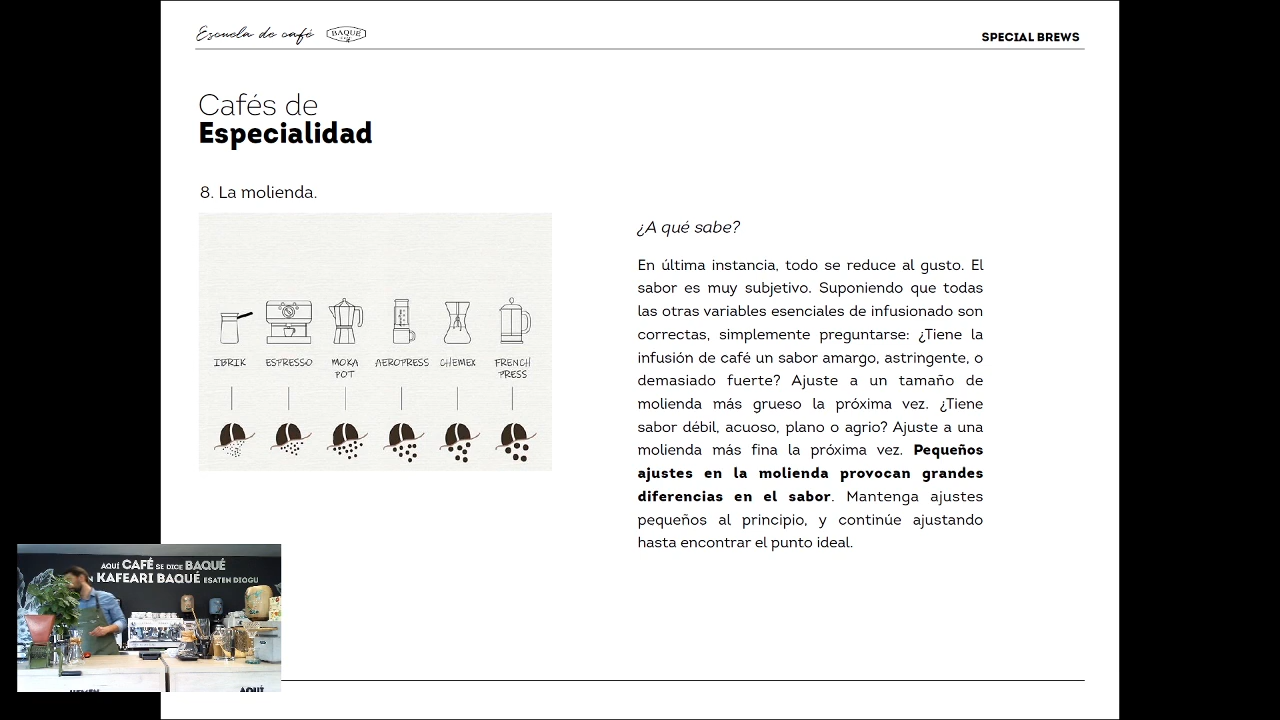 Escuela de café BAQUÉ
SPECIAL BREWS
Cafés de
Especialidad
8. La molienda.
IBRIK ESPRESSO MOKA POT AEROPRESS CHEMEX FRENCH PRESS
¿A qué sabe?
En última instancia, todo se reduce al gusto. El
sabor es muy subjetivo. Suponiendo que todas
las otras variables esenciales de infusionado son
correctas, simplemente preguntarse: ¿Tiene la
infusión de café un sabor amargo, astringente, o
demasiado fuerte? Ajuste a un tamaño de
molienda más grueso la próxima vez. ¿Tiene
sabor débil, acuoso, plano o agrio? Ajuste a una
molienda más fina la próxima vez. Pequeños
ajustes en la molienda provocan grandes
diferencias en el sabor. Mantenga ajustes
pequeños al principio, y continúe ajustando
hasta encontrar el punto ideal.
AQUÍ CAFÉ SE DICE BAQUÉ
KAFEARI BAQUÉ ESATEN DIOGU
AQUÍ